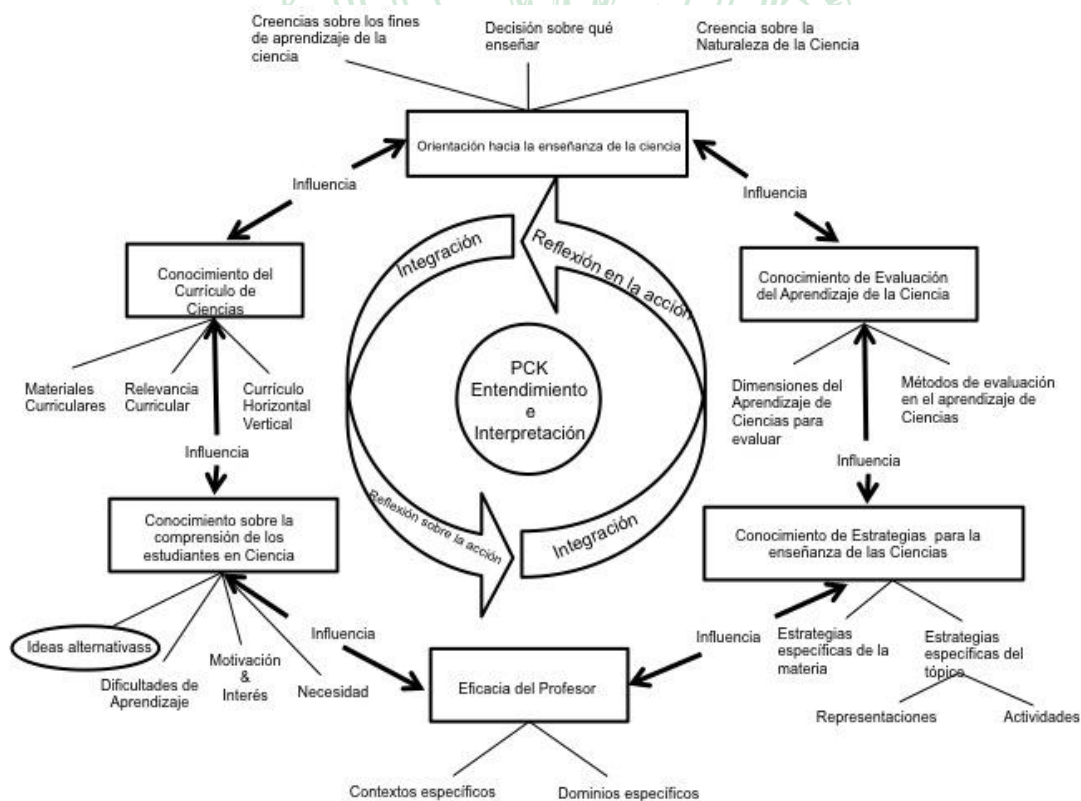 Creencias sobre los fines
de aprendizaje de la
ciencia
Decisión sobre qué
enseñar
Creencia sobre la
Naturaleza de la Ciencia
Orientación hacia la enseñanza de la ciencia
Influencia
Influencia
Integración
Reflexión en la acción
Conocimiento del
Currículo de
Ciencias
Conocimiento de Evaluación
del Aprendizaje de la Ciencia
Materiales
Curriculares
Relevancia
Curricular
Currículo
Horizontal
Vertical
PCK
Entendimiento
e
Interpretación
Dimensiones del
Aprendizaje de
Ciencias para
evaluar
Métodos de evaluación
en el aprendizaje de
Ciencias
Influencia
Influencia
Conocimiento sobre la
comprensión de los
estudiantes en Ciencia
Reflexión sobre la acción
Integración
Conocimiento de Estrategias para la
enseñanza de las Ciencias
Ideas alternativass
Dificultades de
Aprendizaje
Motivación
&
Interés
Necesidad
Influencia
Influencia
Eficacia del Profesor
Estrategias
específicas de la
materia
Estrategias
específicas del
tópico
Representaciones
Actividades
Contextos específicos
Dominios específicos